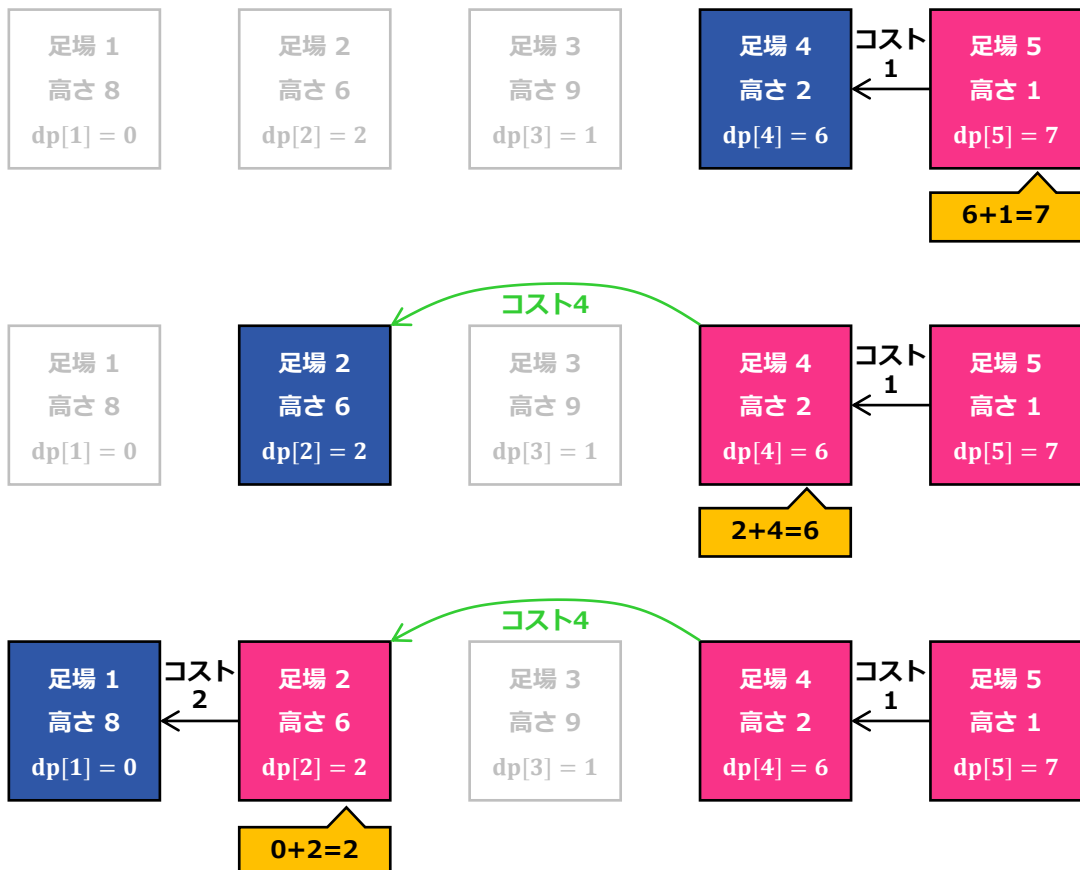 足場 1
高さ 8
dp[1] = 0
足場 2
高さ 6
dp[2] = 2
足場 3
高さ 9
dp[3] = 1
足場 4
高さ 2
dp[4] = 6
コスト
1
足場 5
高さ 1
dp[5] = 7
6+1=7
コスト4
足場 1
高さ 8
dp[1] = 0
足場 2
高さ 6
dp[2] = 2
足場 3
高さ 9
dp[3] = 1
足場 4
高さ 2
dp[4] = 6
コスト
1
足場 5
高さ 1
dp[5] = 7
2+4=6
コスト4
足場 1
高さ 8
dp[1] = 0
コスト
2
足場 2
高さ 6
dp[2] = 2
足場 3
高さ 9
dp[3] = 1
足場 4
高さ 2
dp[4] = 6
コスト
1
足場 5
高さ 1
dp[5] = 7
0+2=2